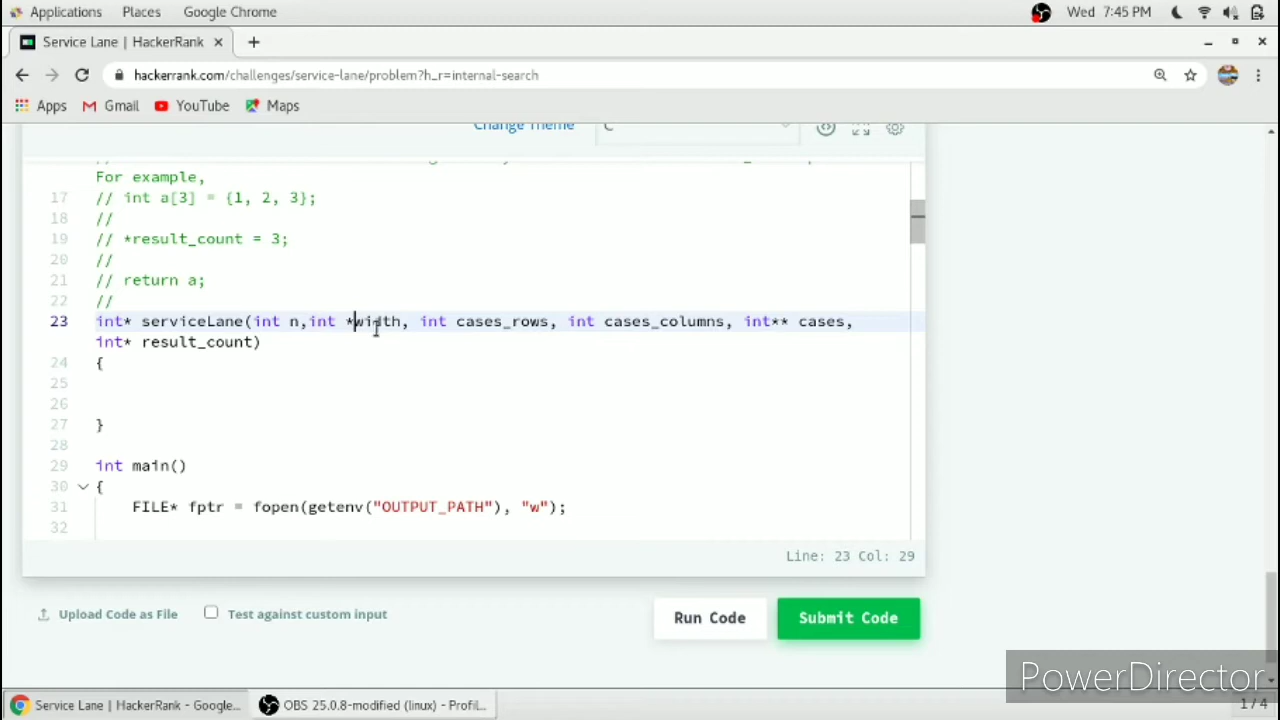 Applications Places Google Chrome Wed 7:45 PM
Service Lane | HackerRank
hackerrank.com/challenges/service-lane/problem?h_r=internal-search
Apps Gmail YouTube Maps
Change Theme C
For example,
17 // int a[3] = {1, 2, 3};
18 //
19 // *result_count = 3;
20 //
21 // return a;
22 //
23 int* serviceLane(int n,int *width, int cases_rows, int cases_columns, int** cases,
int* result_count)
24 {
25
26
27 }
28
29 int main()
30 {
31 FILE* fptr = fopen(getenv("OUTPUT_PATH"), "w");
32
Line: 23 Col: 29
Upload Code as File Test against custom input Run Code Submit Code
PowerDirector
Service Lane | HackerRank - Google... OBS 25.0.8-modified (linux) - Profil... 1 / 4